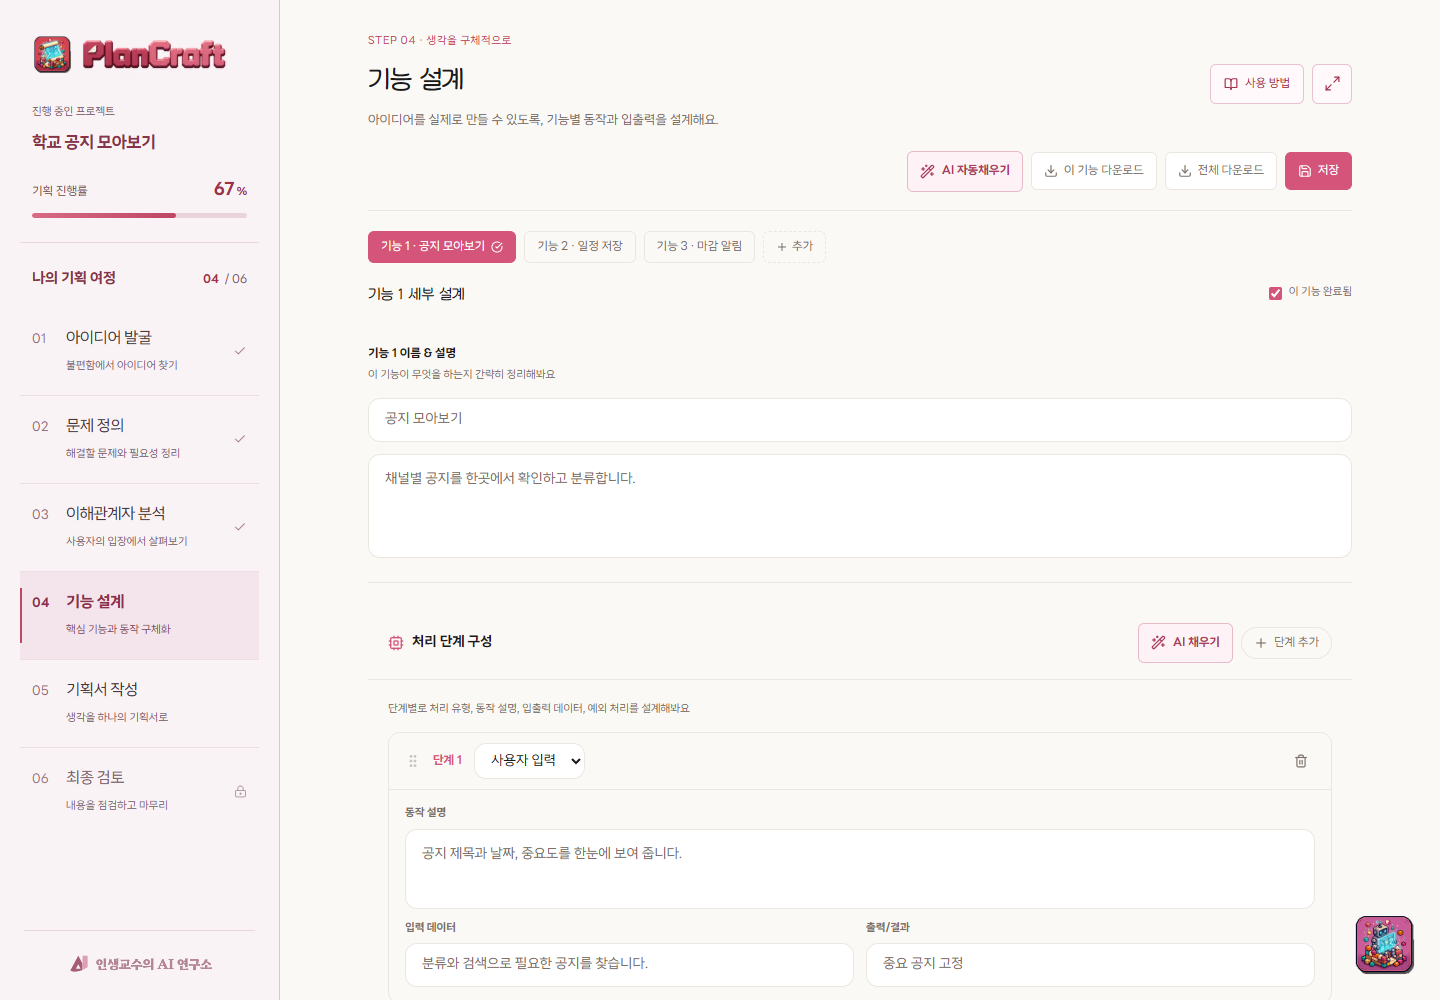 PlanCraft
진행 중인 프로젝트
학교 공지 모아보기
기획 진행률 67%
나의 기획 여정 04 / 06
01 아이디어 발굴
불편함에서 아이디어 찾기
02 문제 정의
해결할 문제와 필요성 정리
03 이해관계자 분석
사용자의 입장에서 살펴보기
04 기능 설계
핵심 기능과 동작 구체화
05 기획서 작성
생각을 하나의 기획서로
06 최종 검토
내용을 점검하고 마무리
인생교수의 AI 연구소
STEP 04 · 생각을 구체적으로
기능 설계
사용 방법
아이디어를 실제로 만들 수 있도록, 기능별 동작과 입출력을 설계해요.
AI 자동채우기 이 기능 다운로드 전체 다운로드 저장
기능 1 · 공지 모아보기 기능 2 · 일정 저장 기능 3 · 마감 알림 + 추가
기능 1 세부 설계 이 기능 완료됨
기능 1 이름 & 설명
이 기능이 무엇을 하는지 간략히 정리해봐요
공지 모아보기
채널별 공지를 한곳에서 확인하고 분류합니다.
처리 단계 구성 AI 채우기 + 단계 추가
단계별로 처리 유형, 동작 설명, 입출력 데이터, 예외 처리를 설계해봐요
단계 1 사용자 입력
동작 설명
공지 제목과 날짜, 중요도를 한눈에 보여 줍니다.
입력 데이터 출력/결과
분류와 검색으로 필요한 공지를 찾습니다. 중요 공지 고정